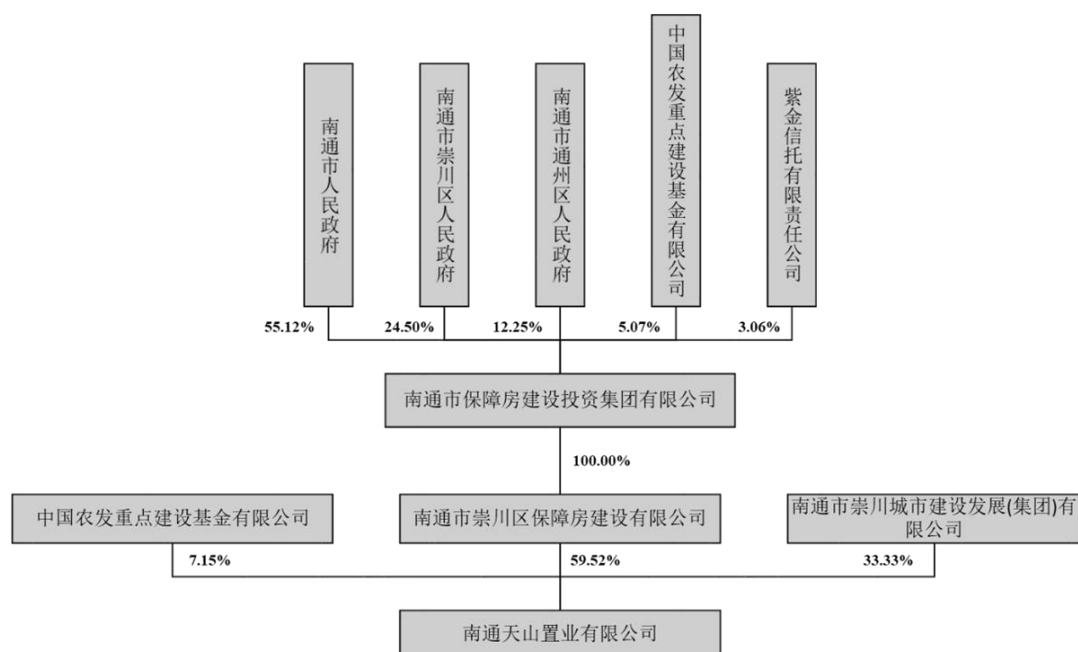 南通市人民政府
南通市崇川区人民政府
南通市通州区人民政府
中国农发重点建设基金有限公司
紫金信托有限责任公司
55.12%
24.50%
12.25%
5.07%
3.06%
南通市保障房建设投资集团有限公司
100.00%
中国农发重点建设基金有限公司
南通市崇川区保障房建设有限公司
南通市崇川城市建设发展(集团)有
限公司
7.15%
59.52%
33.33%
南通天山置业有限公司